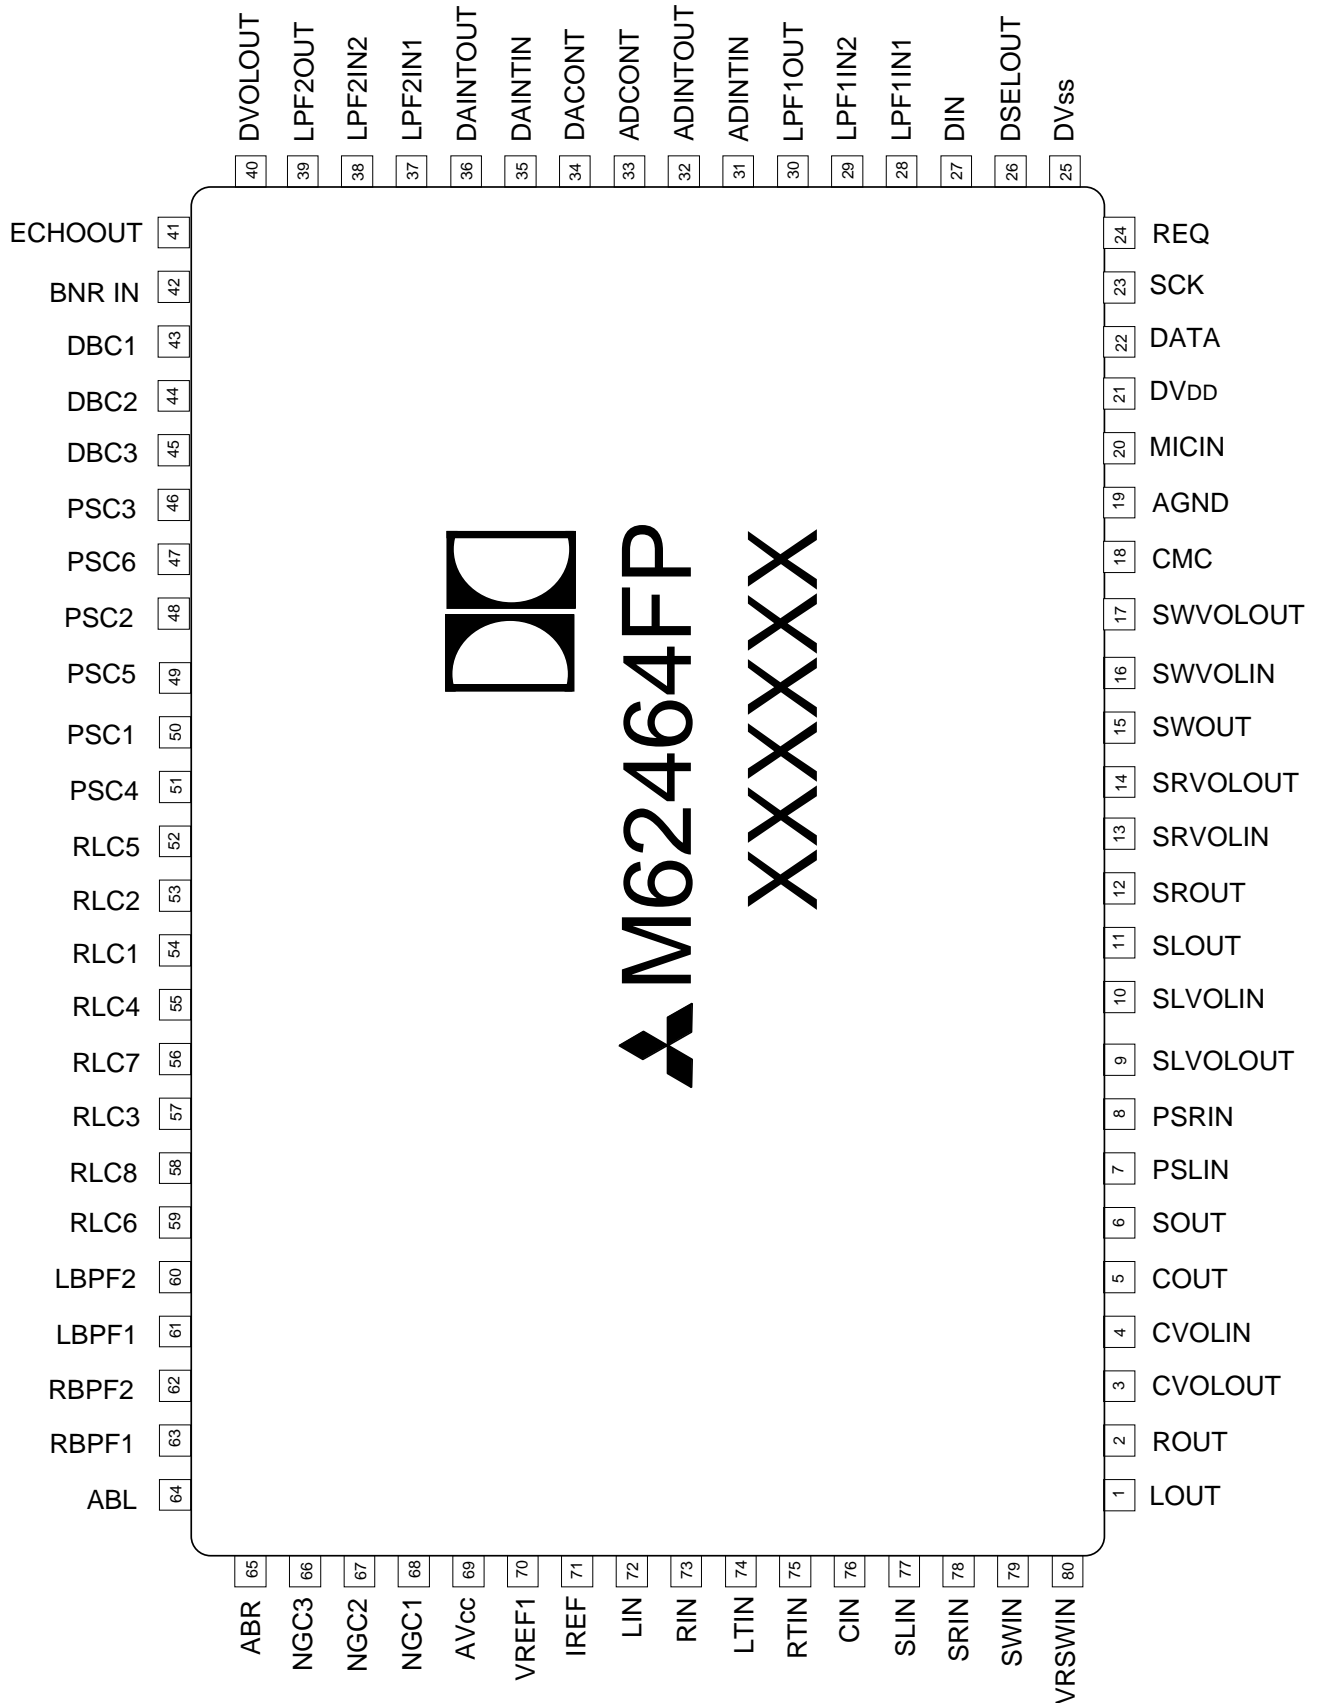 DVOLOUT
LPF2OUT
LPF2IN2
LPF2IN1
DAINTOUT
DAINTIN
DACONT
ADCONT
ADINTOUT
ADINTIN
LPF1OUT
LPF1IN2
LPF1IN1
DIN
DSELOUT
DVss
40
39
38
37
36
35
34
33
32
31
30
29
28
27
26
25
ECHOOUT 41
BNR IN 42
DBC1 43
DBC2 44
DBC3 45
PSC3 46
PSC6 47
PSC2 48
PSC5 49
PSC1 50
PSC4 51
RLC5 52
RLC2 53
RLC1 54
RLC4 55
RLC7 56
RLC3 57
RLC8 58
RLC6 59
LBPF2 60
LBPF1 61
RBPF2 62
RBPF1 63
ABL 64
M62464FP
XXXXXX
24 REQ
23 SCK
22 DATA
21 DVDD
20 MICIN
19 AGND
18 CMC
17 SWVOLOUT
16 SWVOLIN
15 SWOUT
14 SRVOLOUT
13 SRVOLIN
12 SROUT
11 SLOUT
10 SLVOLIN
9 SLVOLOUT
8 PSRIN
7 PSLIN
6 SOUT
5 COUT
4 CVOLIN
3 CVOLOUT
2 ROUT
1 LOUT
65
66
67
68
69
70
71
72
73
74
75
76
77
78
79
80
ABR
NGC3
NGC2
NGC1
AVcc
VREF1
IREF
LIN
RIN
LTIN
RTIN
CIN
SLIN
SRIN
SWIN
VRSWIN